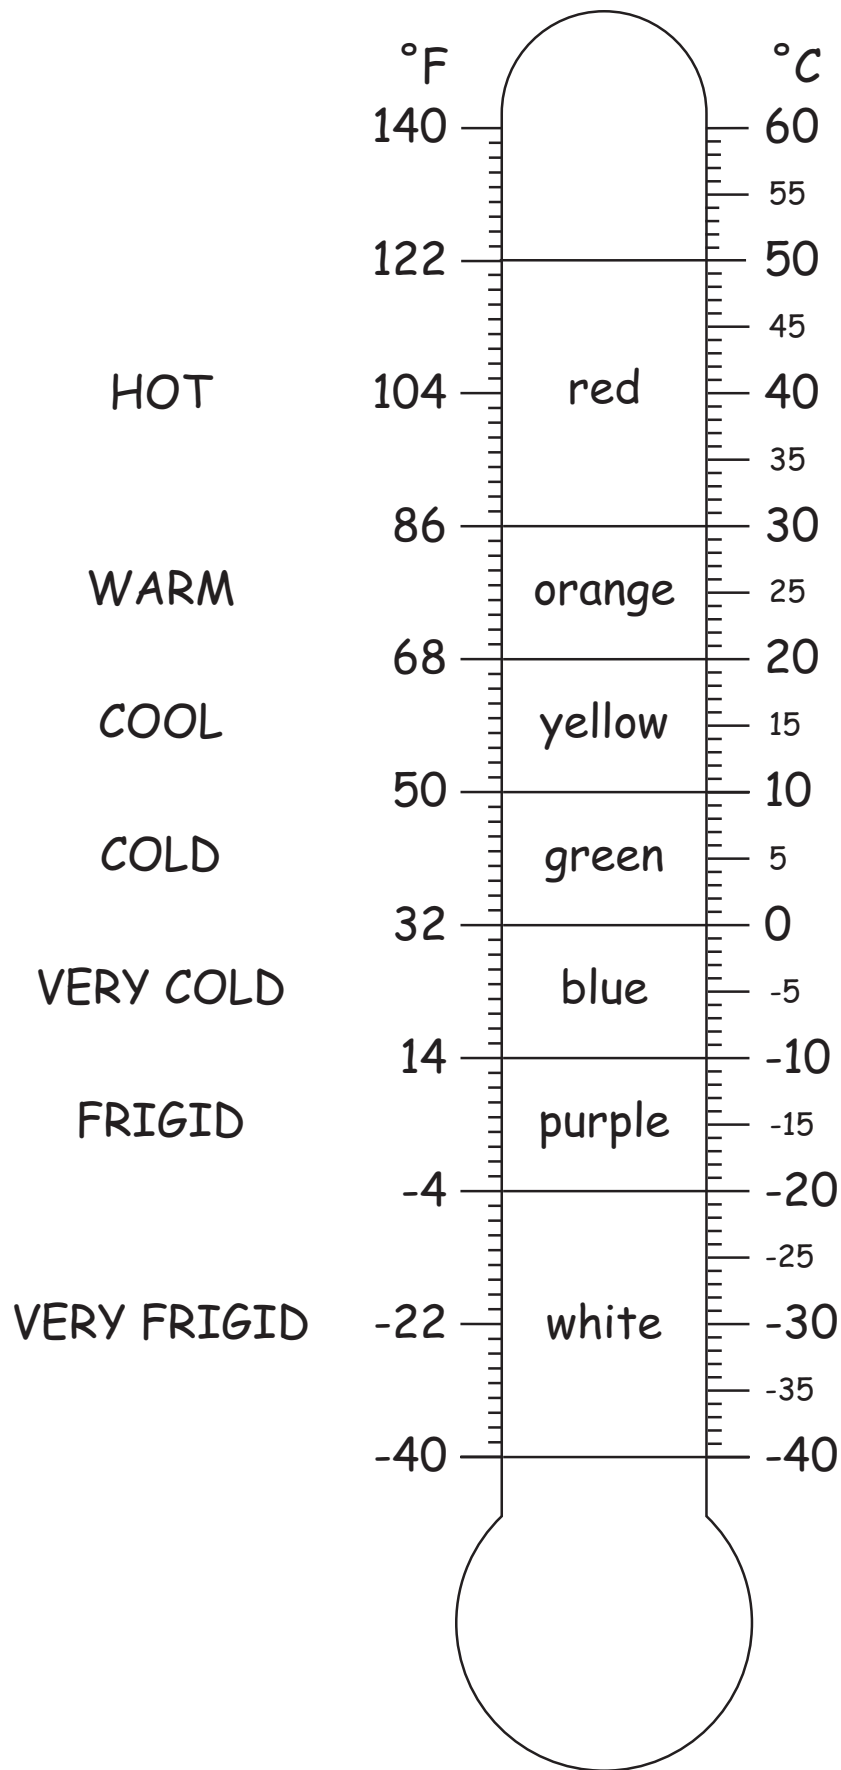 °F °C
140 60
55
122 50
45
HOT 104 red 40
35
86 30
WARM orange 25
68 20
COOL yellow 15
50 10
COLD green 5
32 0
VERY COLD blue -5
14 -10
FRIGID purple -15
-4 -20
-25
VERY FRIGID -22 white -30
-35
-40 -40